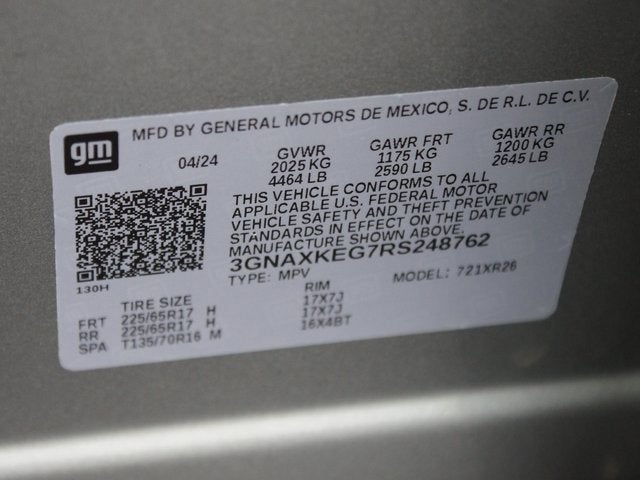 gm
MFD BY GENERAL MOTORS DE MEXICO, S. DE R.L. DE C.V.
04/24
GVWR GAWR FRT GAWR RR
2025 KG 1175 KG 1200 KG
4464 LB 2590 LB 2645 LB
THIS VEHICLE CONFORMS TO ALL
APPLICABLE U.S. FEDERAL MOTOR
VEHICLE SAFETY AND THEFT PREVENTION
STANDARDS IN EFFECT ON THE DATE OF
MANUFACTURE SHOWN ABOVE.
3GNAXKEG7RS248762
TYPE: MPV MODEL: 721XR26
130H
TIRE SIZE RIM
FRT 225/65R17 H 17X7J
RR 225/65R17 H 17X7J
SPA T135/70R16 M 16X4BT